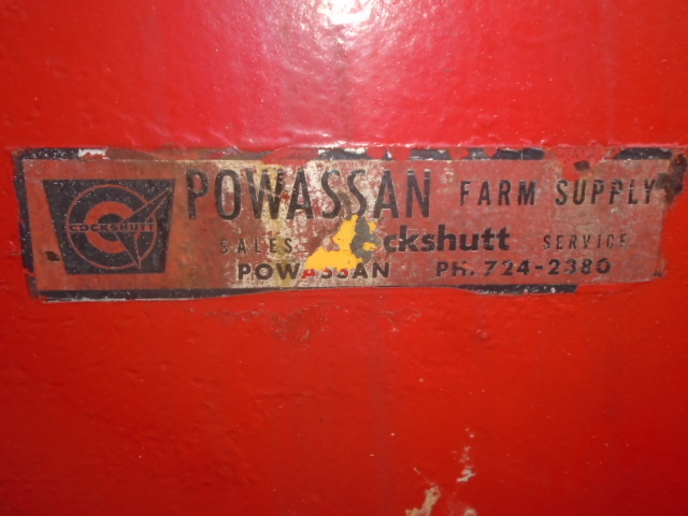 COCKSHUTT
POWASSAN FARM SUPPLY
SALES ckshutt SERVICE
POWASSAN PH. 724-2380